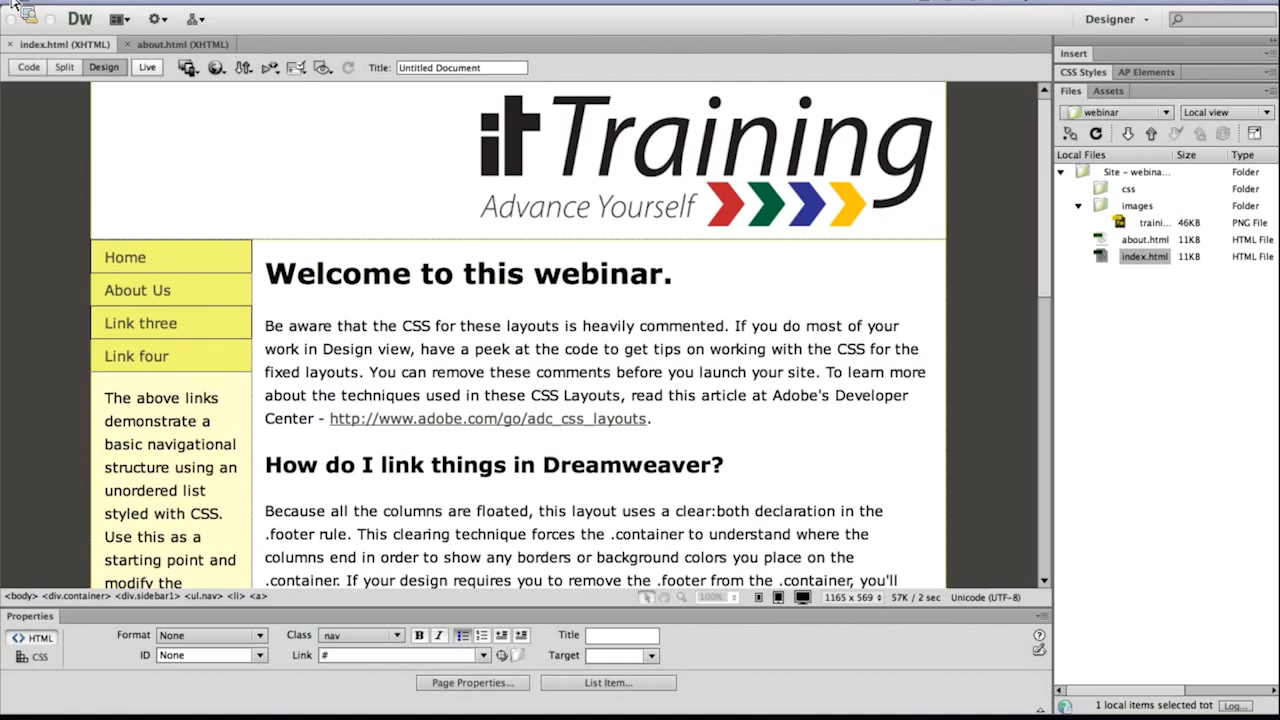 Dw
Designer
index.html (XHTML)
about.html (XHTML)
Code
Split
Design
Live
Title:
Untitled Document
Insert
CSS Styles
AP Elements
Files
Assets
webinar
Local view
Local Files
Size
Type
Site - webina...
Folder
css
Folder
images
Folder
traini...
46KB
PNG File
about.html
11KB
HTML File
index.html
11KB
HTML File
it Training
Advance Yourself
Home
About Us
Link three
Link four
The above links
demonstrate a
basic navigational
structure using an
unordered list
styled with CSS.
Use this as a
starting point and
modify the
Welcome to this webinar.
Be aware that the CSS for these layouts is heavily commented. If you do most of your
work in Design view, have a peek at the code to get tips on working with the CSS for the
fixed layouts. You can remove these comments before you launch your site. To learn more
about the techniques used in these CSS Layouts, read this article at Adobe's Developer
Center - http://www.adobe.com/go/adc_css_layouts.
How do I link things in Dreamweaver?
Because all the columns are floated, this layout uses a clear:both declaration in the
.footer rule. This clearing technique forces the .container to understand where the
columns end in order to show any borders or background colors you place on the
.container. If your design requires you to remove the .footer from the .container, you'll
<body> <div.container> <div.sidebar1> <ul.nav> <li> <a>
100%
1165 x 569
57K / 2 sec
Unicode (UTF-8)
Properties
<> HTML
CSS
Format
None
Class
nav
B
I
Title
ID
None
Link
#
Target
Page Properties...
List Item...
1 local items selected tot
Log...